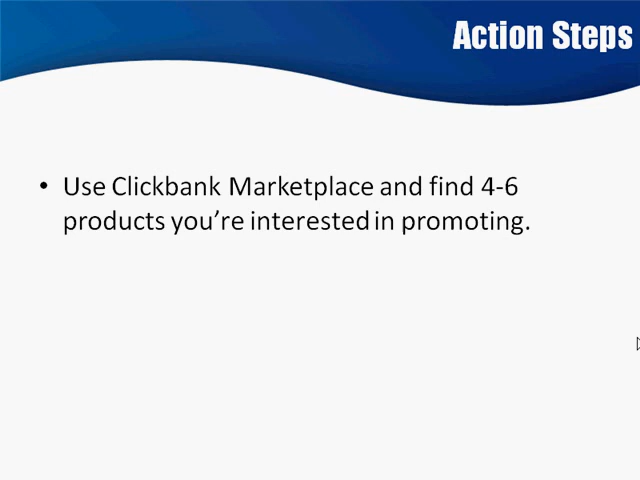 Action Steps
• Use Clickbank Marketplace and find 4-6
products you’re interested in promoting.